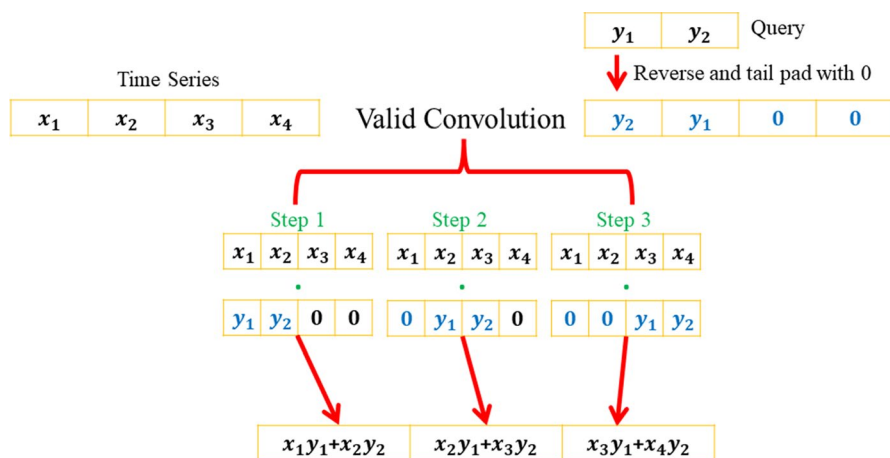 y₁ y₂ Query
Reverse and tail pad with 0
Time Series
x₁ x₂ x₃ x₄
Valid Convolution
y₂ y₁ 0 0
Step 1 Step 2 Step 3
x₁ x₂ x₃ x₄ x₁ x₂ x₃ x₄ x₁ x₂ x₃ x₄
· · ·
y₁ y₂ 0 0 0 y₁ y₂ 0 0 0 y₁ y₂
x₁y₁+x₂y₂ x₂y₁+x₃y₂ x₃y₁+x₄y₂